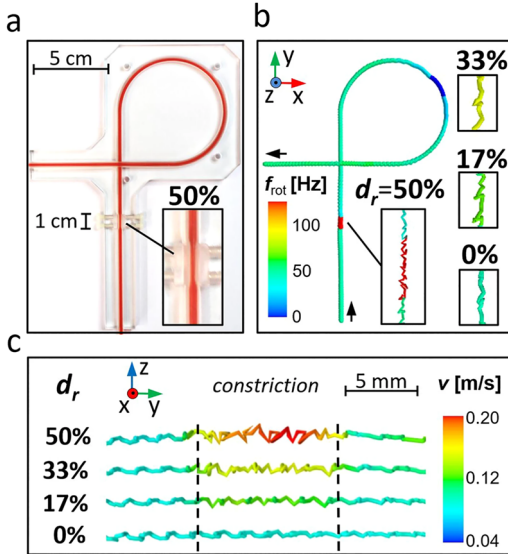 a
5 cm
50%
1 cm
b
y
z
x
33%
17%
0%
f_rot [Hz]
100
50
0
d_r=50%
c
d_r
z
x
y
constriction
5 mm
v [m/s]
50%
33%
17%
0%
0.20
0.12
0.04